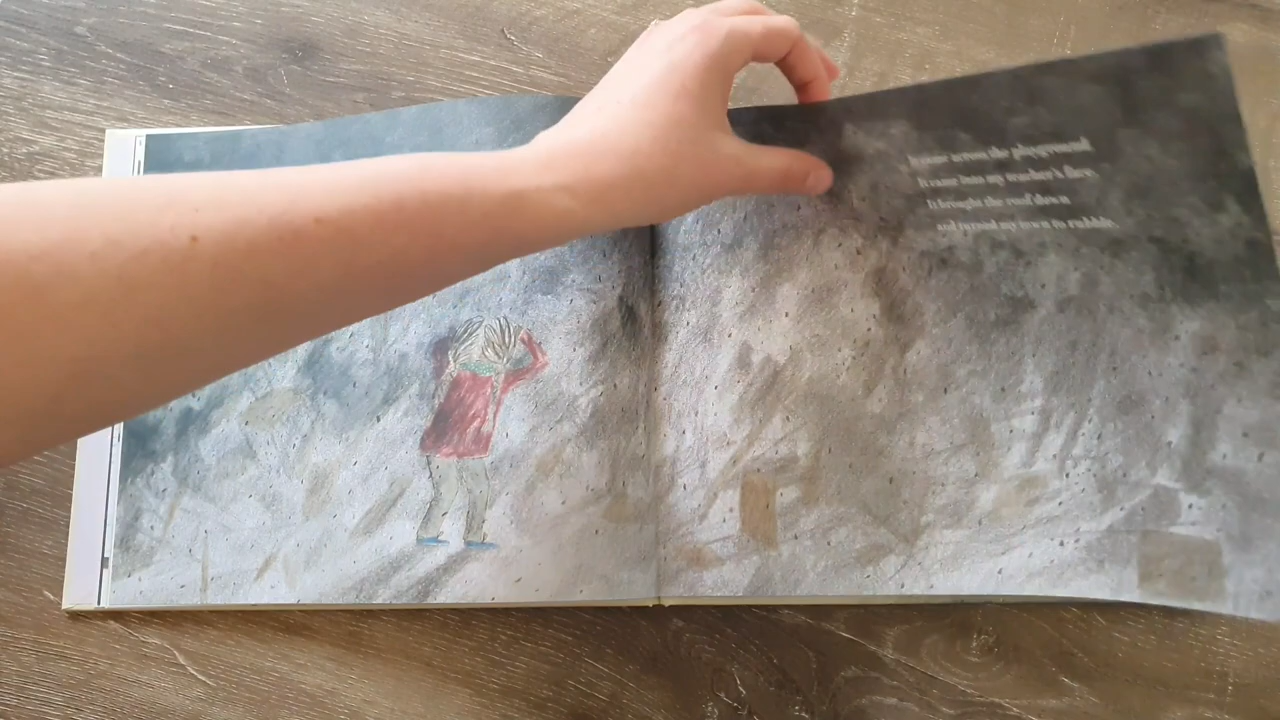 It came across the playground.
It came into my teacher's face.
It brought the roof down
and turned my town to rubble.